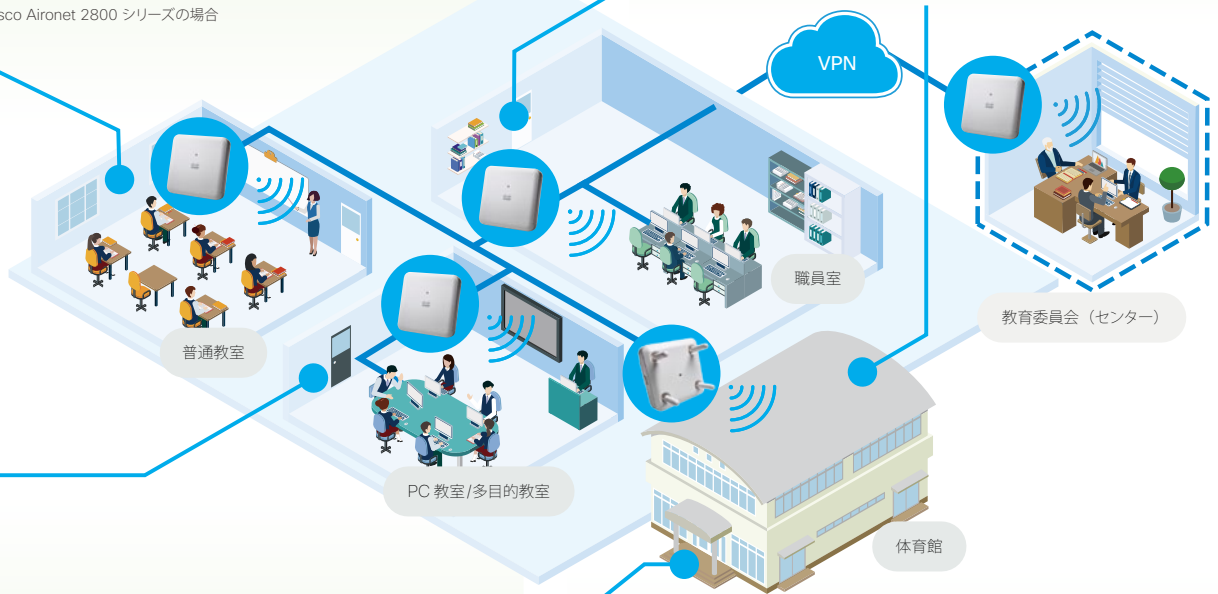 sco Aironet 2800 シリーズの場合
VPN
職員室
教育委員会（センター）
普通教室
PC 教室/多目的教室
体育館